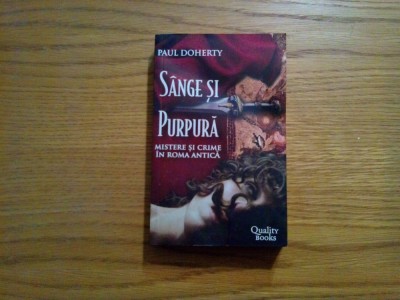 PAUL DOHERTY
SÂNGE ȘI
PURPURĂ
MISTERE ȘI CRIME
ÎN ROMA ANTICĂ
Quality
BOOKS